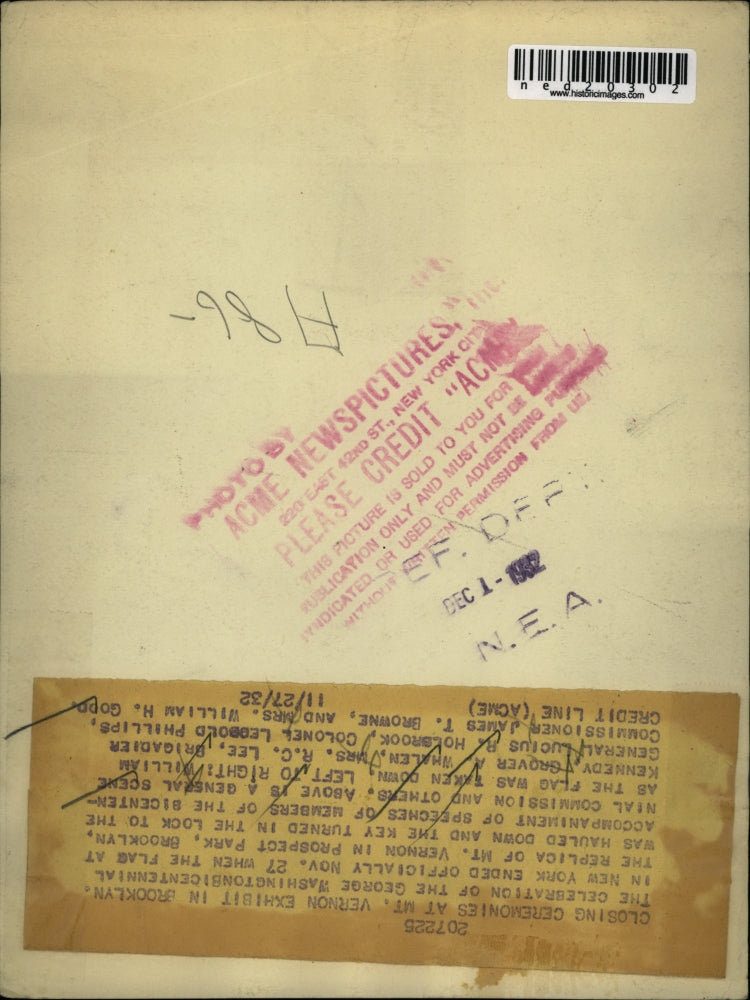 ned20302
www.historicimages.com
A 86-
PHOTO BY
ACME NEWSPICTURES, INC.
220 EAST 42ND ST., NEW YORK CITY
PLEASE CREDIT "ACME"
THIS PICTURE IS SOLD TO YOU FOR
PUBLICATION ONLY AND MUST NOT BE
SYNDICATED OR USED FOR ADVERTISING
WITHOUT WRITTEN PERMISSION FROM US
REF. DEPT.
DEC 1 - 1932
N. E. A.
207225
CLOSING CEREMONIES AT MT. VERNON EXHIBIT IN BROOKLYN.
THE CELEBRATION OF THE GEORGE WASHINGTONBICENTENNIAL
IN NEW YORK ENDED OFFICIALLY NOV. 27 WHEN THE FLAG AT
THE REPLICA OF MT. VERNON IN PROSPECT PARK, BROOKLYN,
WAS HAULED DOWN AND THE KEY TURNED IN THE LOCK TO THE
ACCOMPANIMENT OF SPEECHES OF MEMBERS OF THE BICENTEN-
NIAL COMMISSION AND OTHERS. ABOVE IS A GENERAL SCENE
AS THE FLAG WAS TAKEN DOWN. LEFT TO RIGHT: WILLIAM
KENNEDY, GROVER A. WHALEN, MRS. R.C. LEE, BRIGADIER
GENERAL LUCIUS R HOLBROOK, COLONEL PHILLIPS,
COMMISSIONER JAMES T. BROWNE, AND MRS. WILLIAM H. GOOD.
CREDIT LINE (ACME)
11/27/32